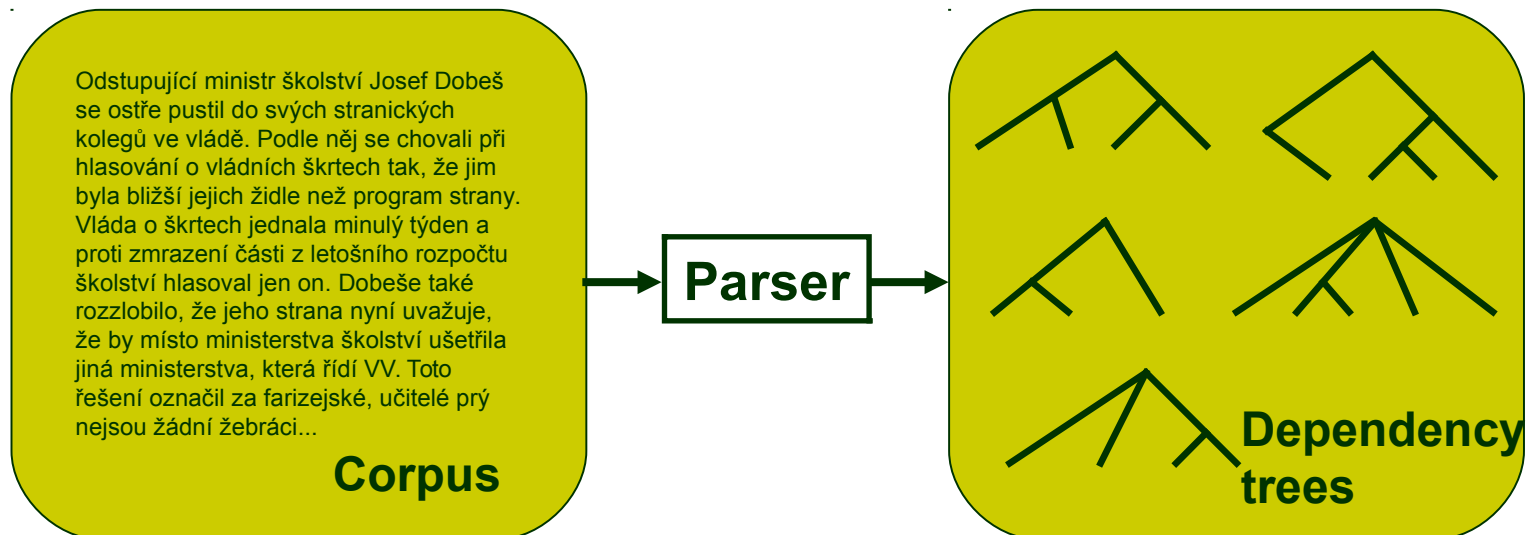 Odstupující ministr školství Josef Dobeš
se ostře pustil do svých stranických
kolegů ve vládě. Podle něj se chovali při
hlasování o vládních škrtech tak, že jim
byla bližší jejich židle než program strany.
Vláda o škrtech jednala minulý týden a
proti zmrazení části z letošního rozpočtu
školství hlasoval jen on. Dobeše také
rozzlobilo, že jeho strana nyní uvažuje,
že by místo ministerstva školství ušetřila
jiná ministerstva, která řídí VV. Toto
řešení označil za farizejské, učitelé prý
nejsou žádní žebráci...
Corpus
Parser
Dependency
trees